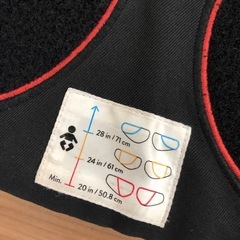 28 in / 71 cm
24 in / 61 cm
Min.
20 in / 50.8 cm